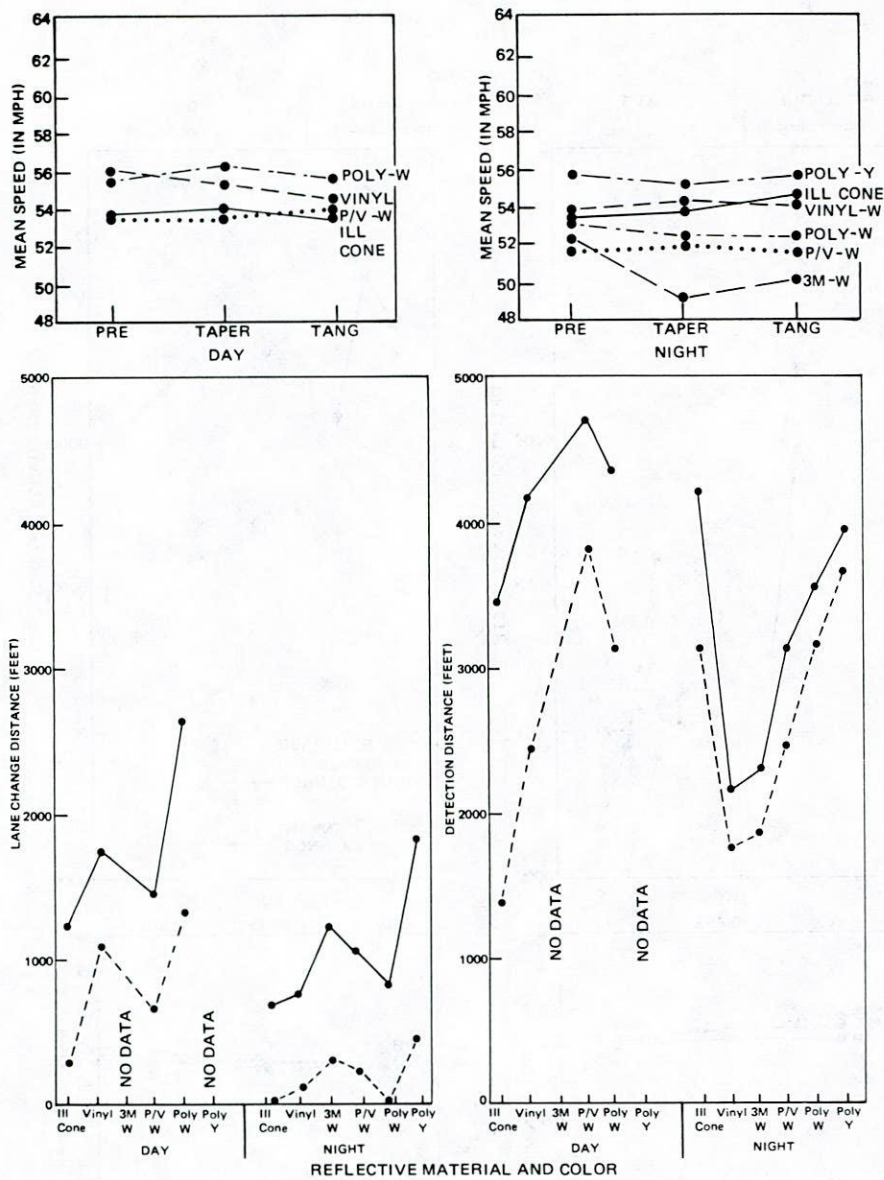 64
62
60
58
56
54
52
50
48
MEAN SPEED (IN MPH)
POLY-W
VINYL
P/V-W
ILL
CONE
PRE TAPER TANG
DAY
64
62
60
58
56
54
52
50
48
MEAN SPEED (IN MPH)
POLY-Y
ILL CONE
VINYL-W
POLY-W
P/V-W
3M-W
PRE TAPER TANG
NIGHT
5000
4000
3000
2000
1000
0
LANE CHANGE DISTANCE (FEET)
NO DATA
NO DATA
Ill Vinyl 3M P/V Poly Poly
Cone W W W Y
DAY
Ill Vinyl 3M P/V Poly Poly
Cone W W W Y
NIGHT
5000
4000
3000
2000
1000
0
DETECTION DISTANCE (FEET)
NO DATA
NO DATA
Ill Vinyl 3M P/V Poly Poly
Cone W W W Y
DAY
Ill Vinyl 3M P/V Poly Poly
Cone W W W Y
NIGHT
REFLECTIVE MATERIAL AND COLOR